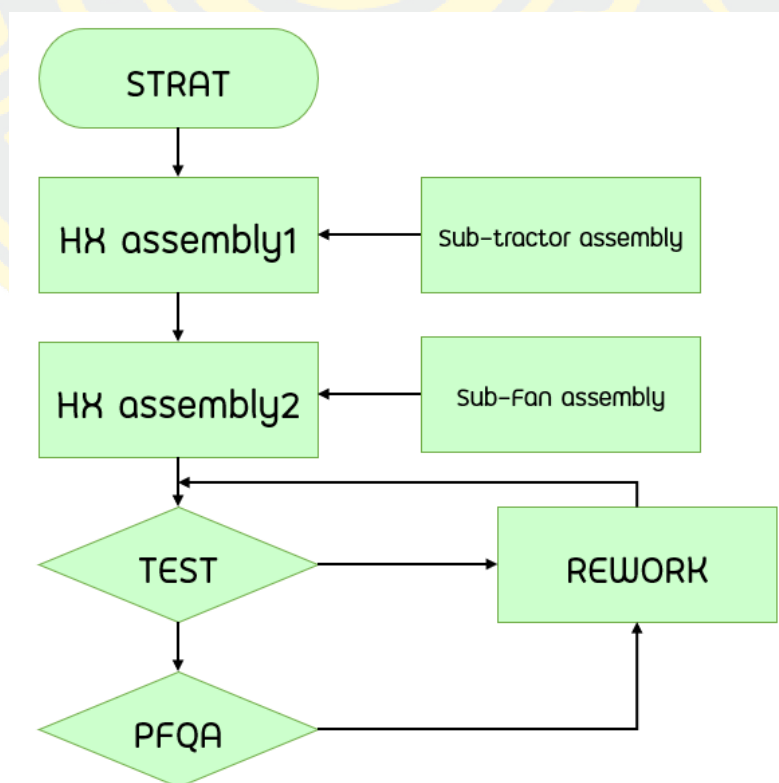 STRAT
HX assembly1
Sub-tractor assembly
HX assembly2
Sub-Fan assembly
TEST
REWORK
PFQA